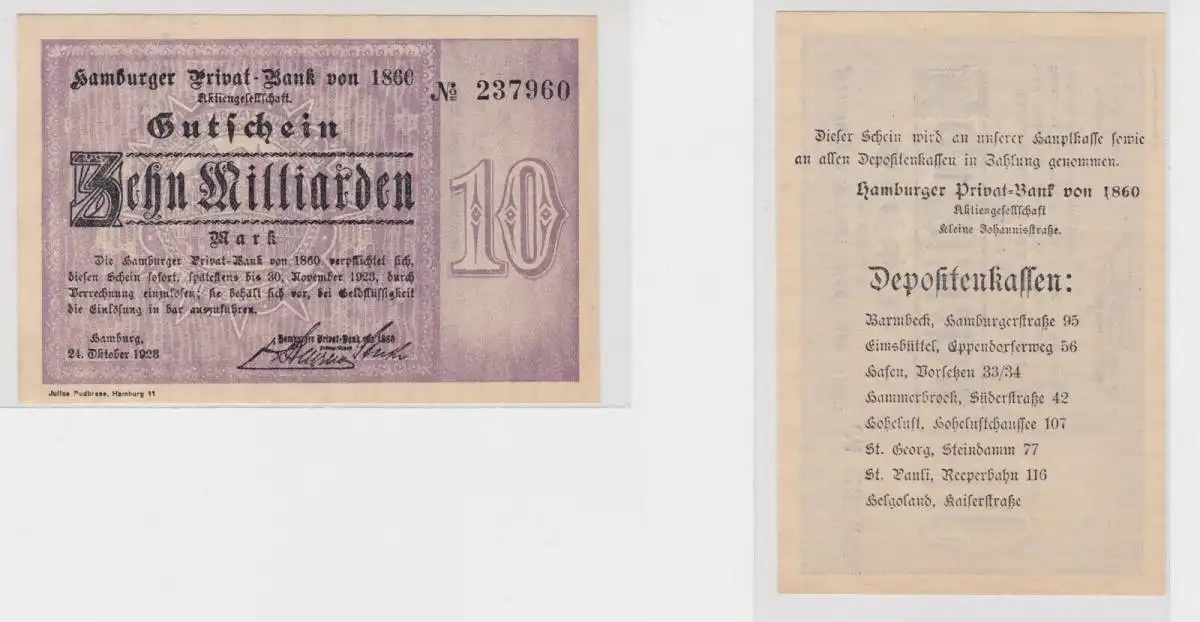 Hamburger Privat-Bank von 1860
Aktiengesellschaft.
№ 237960
Gutschein
Zehn Milliarden
Mark
10
Die Hamburger Privat-Bank von 1860 verpflichtet sich,
diesen Schein sofort, spätestens bis 30. November 1923, durch
Verrechnung einzulösen; sie behält sich vor, bei Geldflüssigkeit
die Einlösung in bar auszuführen.
Hamburg,
24. Oktober 1923
Hamburger Privat-Bank von 1860
Aktiengesellschaft
Julius Pudbrese, Hamburg 11
Dieser Schein wird an unserer Hauptkasse sowie
an allen Depositenkassen in Zahlung genommen.
Hamburger Privat-Bank von 1860
Aktiengesellschaft
Kleine Johannisstraße.
Depositenkassen:
Barmbeck, Hamburgerstraße 95
Eimsbüttel, Eppendorferweg 56
Hafen, Vorsetzen 33/34
Hammerbrook, Süderstraße 42
Hoheluft, Hoheluftchaussee 107
St. Georg, Steindamm 77
St. Pauli, Reeperbahn 116
Helgoland, Kaiserstraße